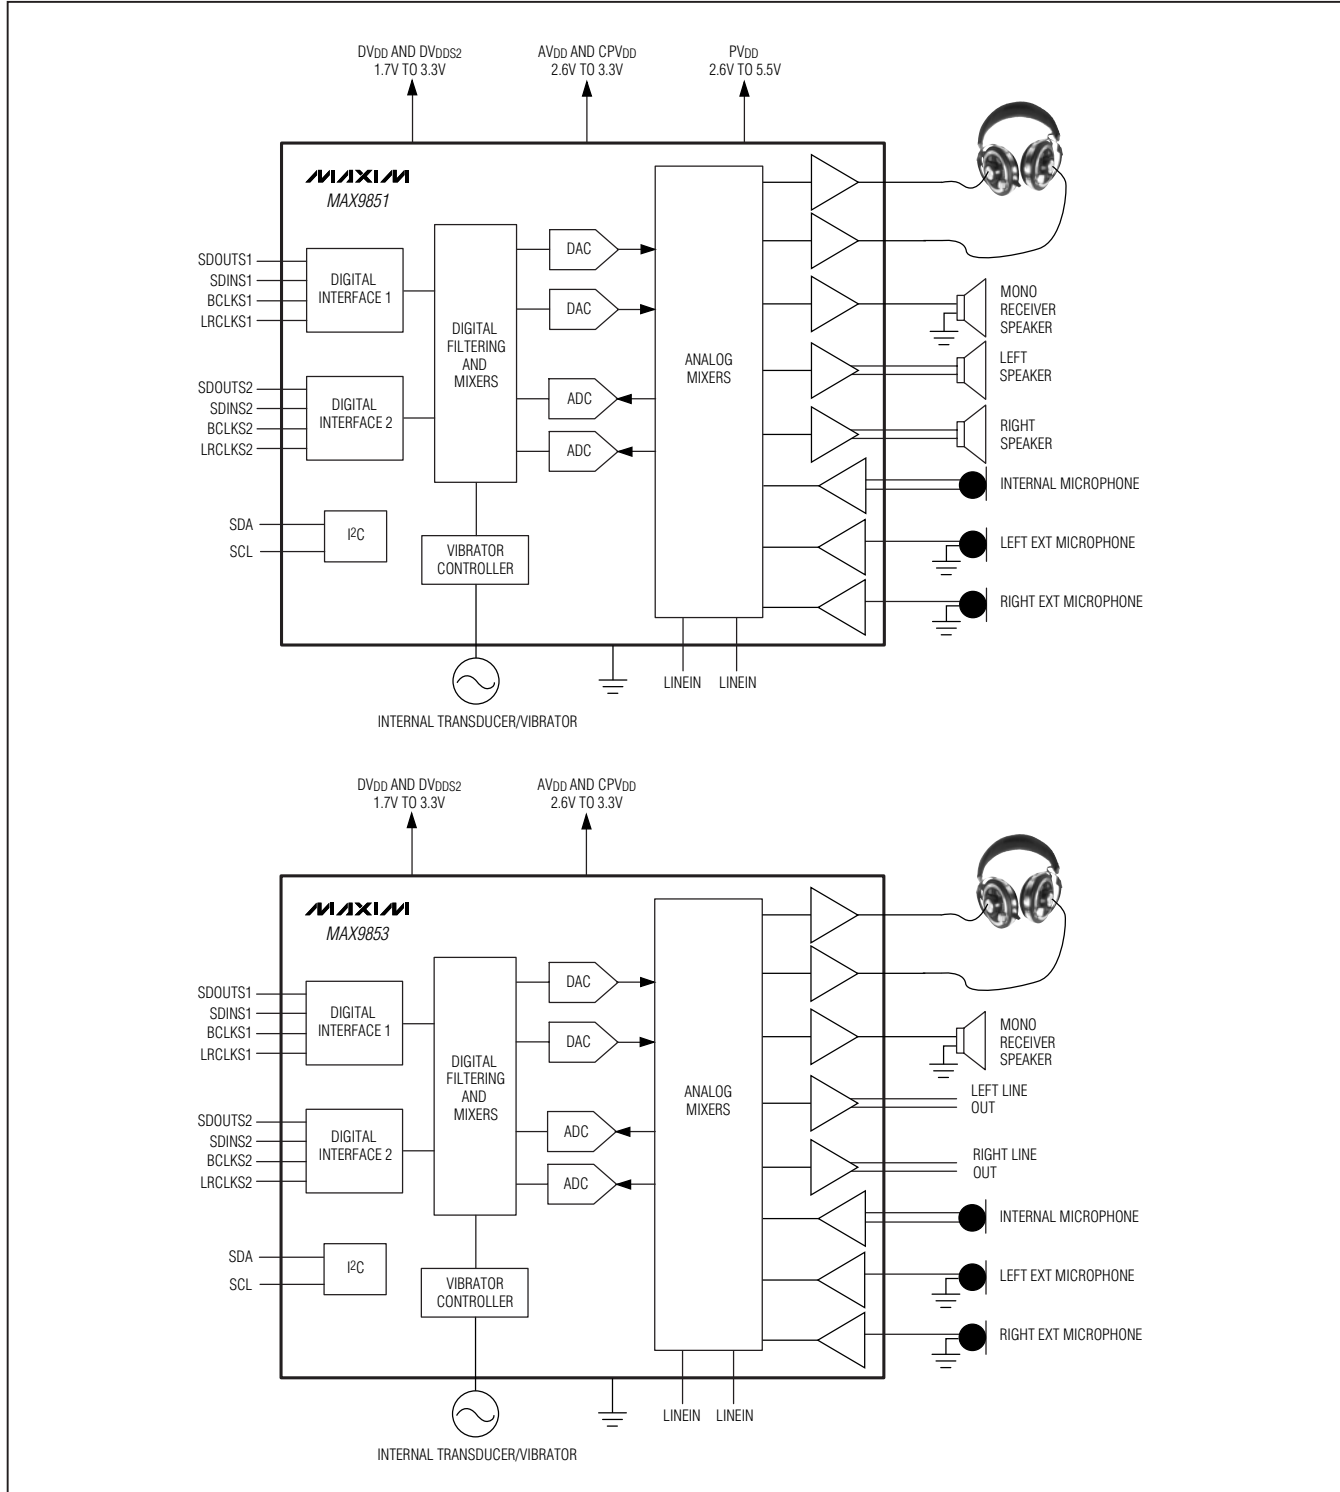 DVDD AND DVDDS2
1.7V TO 3.3V
AVDD AND CPVDD
2.6V TO 3.3V
PVDD
2.6V TO 5.5V
MAXIM
MAX9851
SDOUTS1
SDINS1
BCLKS1
LRCLKS1
DIGITAL
INTERFACE 1
SDOUTS2
SDINS2
BCLKS2
LRCLKS2
DIGITAL
INTERFACE 2
SDA
SCL
I2C
DIGITAL
FILTERING
AND
MIXERS
VIBRATOR
CONTROLLER
DAC
DAC
ADC
ADC
ANALOG
MIXERS
MONO
RECEIVER
SPEAKER
LEFT
SPEAKER
RIGHT
SPEAKER
INTERNAL MICROPHONE
LEFT EXT MICROPHONE
RIGHT EXT MICROPHONE
LINEIN
LINEIN
INTERNAL TRANSDUCER/VIBRATOR
DVDD AND DVDDS2
1.7V TO 3.3V
AVDD AND CPVDD
2.6V TO 3.3V
MAXIM
MAX9853
SDOUTS1
SDINS1
BCLKS1
LRCLKS1
DIGITAL
INTERFACE 1
SDOUTS2
SDINS2
BCLKS2
LRCLKS2
DIGITAL
INTERFACE 2
SDA
SCL
I2C
DIGITAL
FILTERING
AND
MIXERS
VIBRATOR
CONTROLLER
DAC
DAC
ADC
ADC
ANALOG
MIXERS
MONO
RECEIVER
SPEAKER
LEFT LINE
OUT
RIGHT LINE
OUT
INTERNAL MICROPHONE
LEFT EXT MICROPHONE
RIGHT EXT MICROPHONE
LINEIN
LINEIN
INTERNAL TRANSDUCER/VIBRATOR